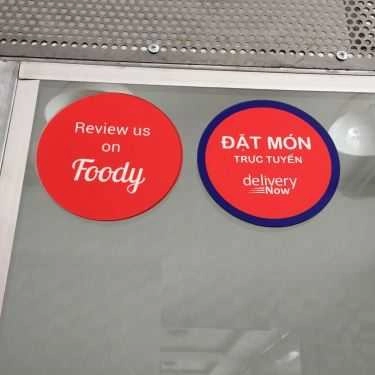 Review us
on
Foody
ĐẶT MÓN
TRỰC TUYẾN
delivery
Now